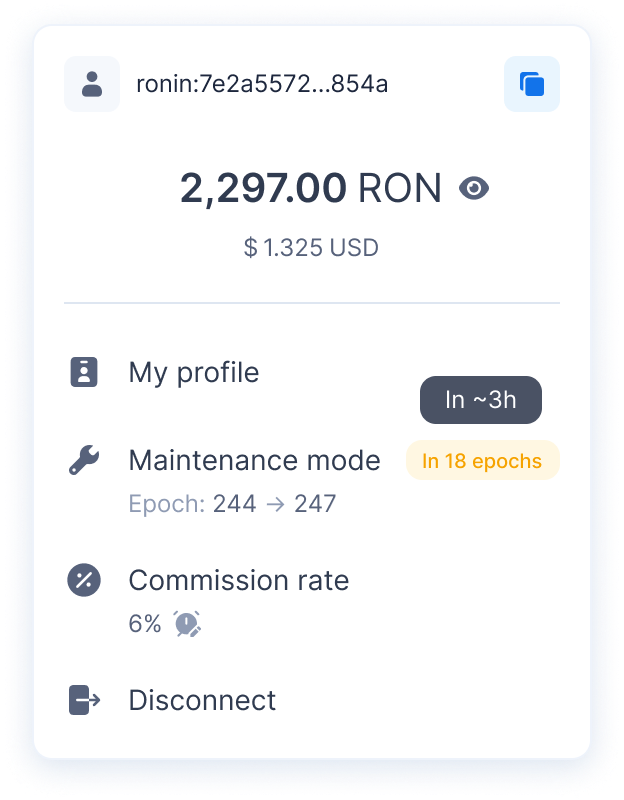 ronin:7e2a5572...854a
2,297.00 RON
$ 1.325 USD
My profile
In ~3h
Maintenance mode
In 18 epochs
Epoch: 244 → 247
Commission rate
6%
Disconnect